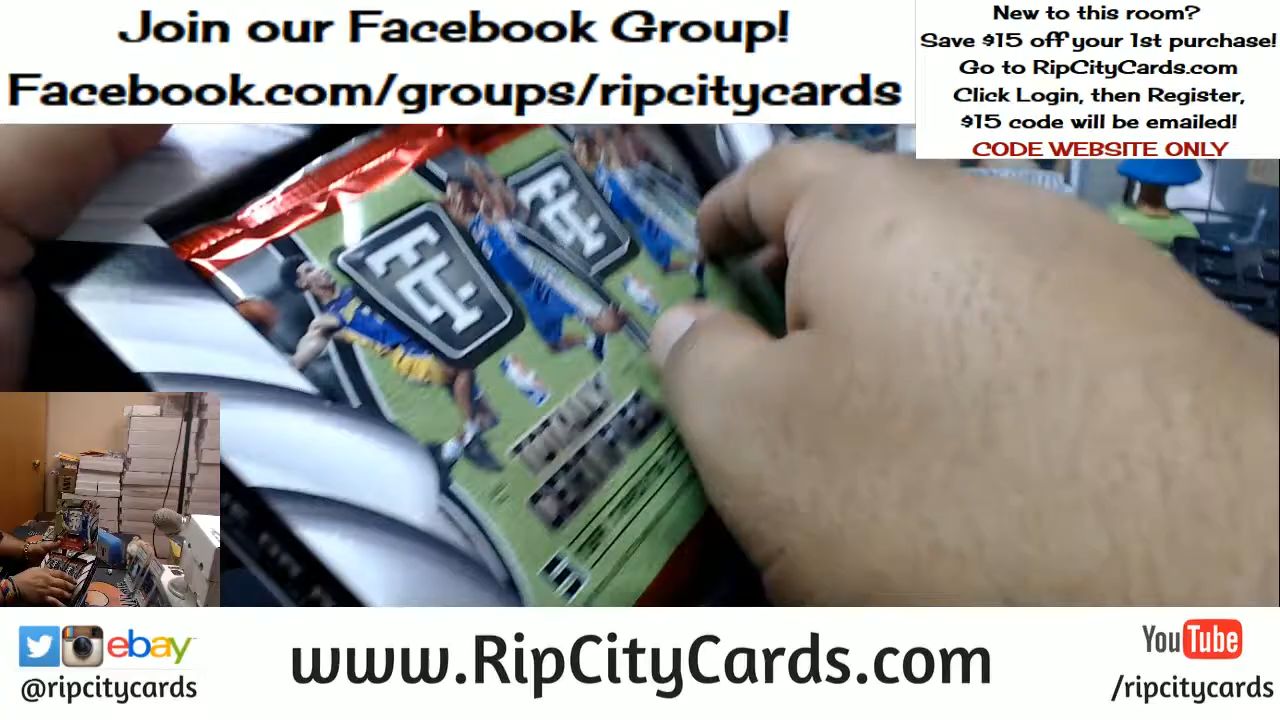 Join our Facebook Group!
Facebook.com/groups/ripcitycards
New to this room?
Save $15 off your 1st purchase!
Go to RipCityCards.com
Click Login, then Register,
$15 code will be emailed!
CODE WEBSITE ONLY
ebay
@ripcitycards
www.RipCityCards.com
YouTube
/ripcitycards